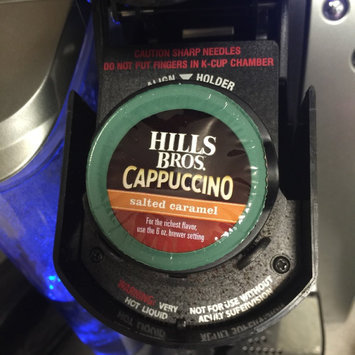 CAUTION SHARP NEEDLES
DO NOT PUT FINGERS IN K-CUP CHAMBER
ALIGN HOLDER
HILLS
BROS.
CAPPUCCINO
salted caramel
For the richest flavor,
use the 6 oz. brewer setting
WARNING: VERY
HOT LIQUID
NOT FOR USE WITHOUT
ADULT SUPERVISION